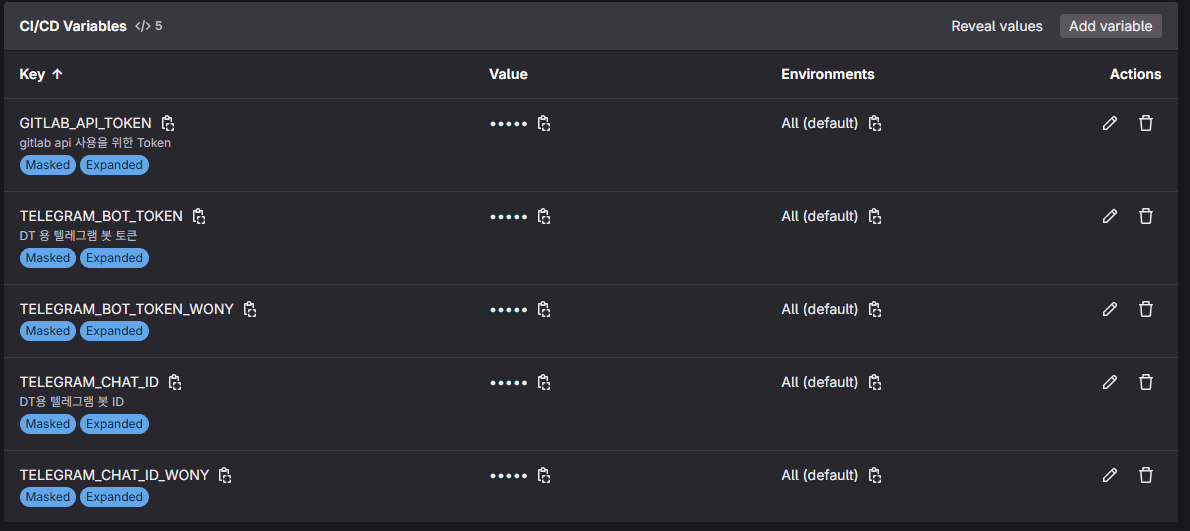 CI/CD Variables </> 5 Reveal values Add variable
Key ↑ Value Environments Actions
GITLAB_API_TOKEN ••••• All (default)
gitlab api 사용을 위한 Token
Masked Expanded
TELEGRAM_BOT_TOKEN ••••• All (default)
DT 용 텔레그램 봇 토큰
Masked Expanded
TELEGRAM_BOT_TOKEN_WONY ••••• All (default)
Masked Expanded
TELEGRAM_CHAT_ID ••••• All (default)
DT용 텔레그램 봇 ID
Masked Expanded
TELEGRAM_CHAT_ID_WONY ••••• All (default)
Masked Expanded